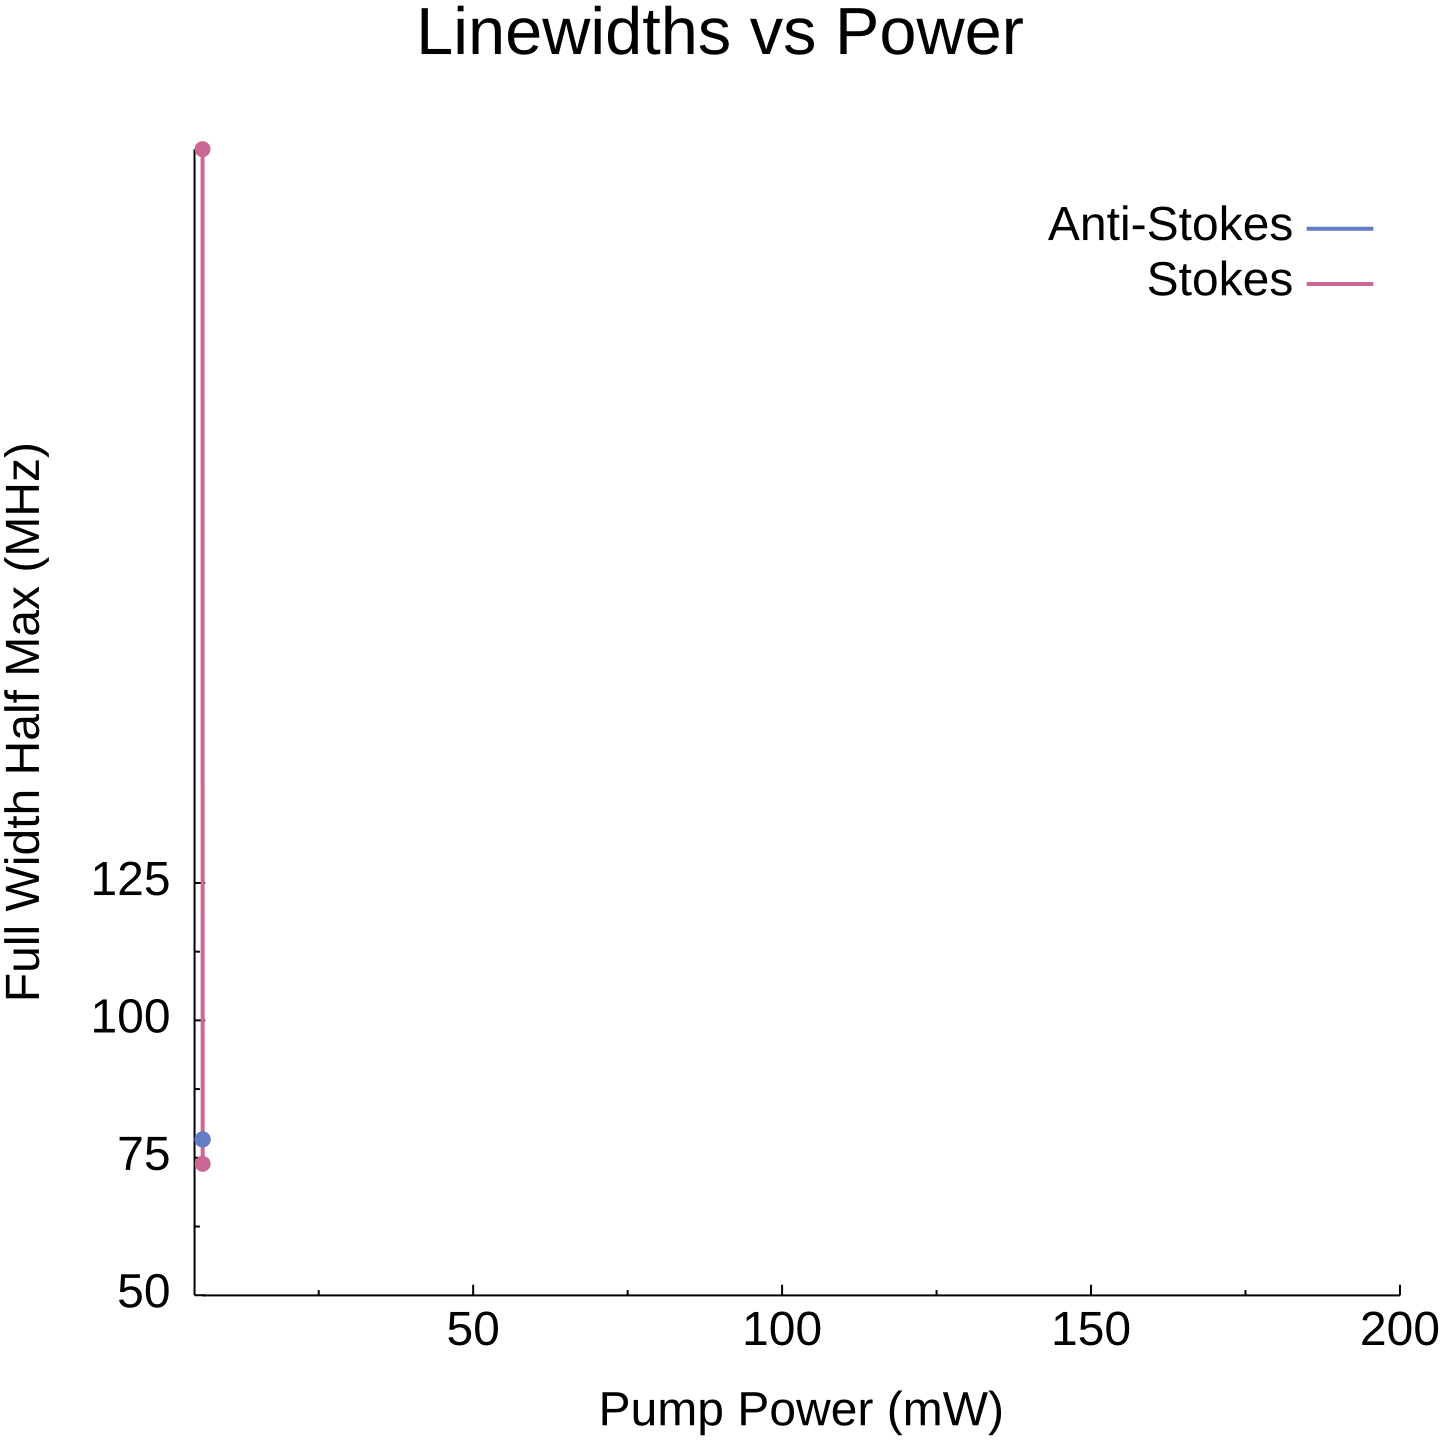 Linewidths vs Power
Anti-Stokes
Stokes
Full Width Half Max (MHz)
125
100
75
50
50 100 150 200
Pump Power (mW)